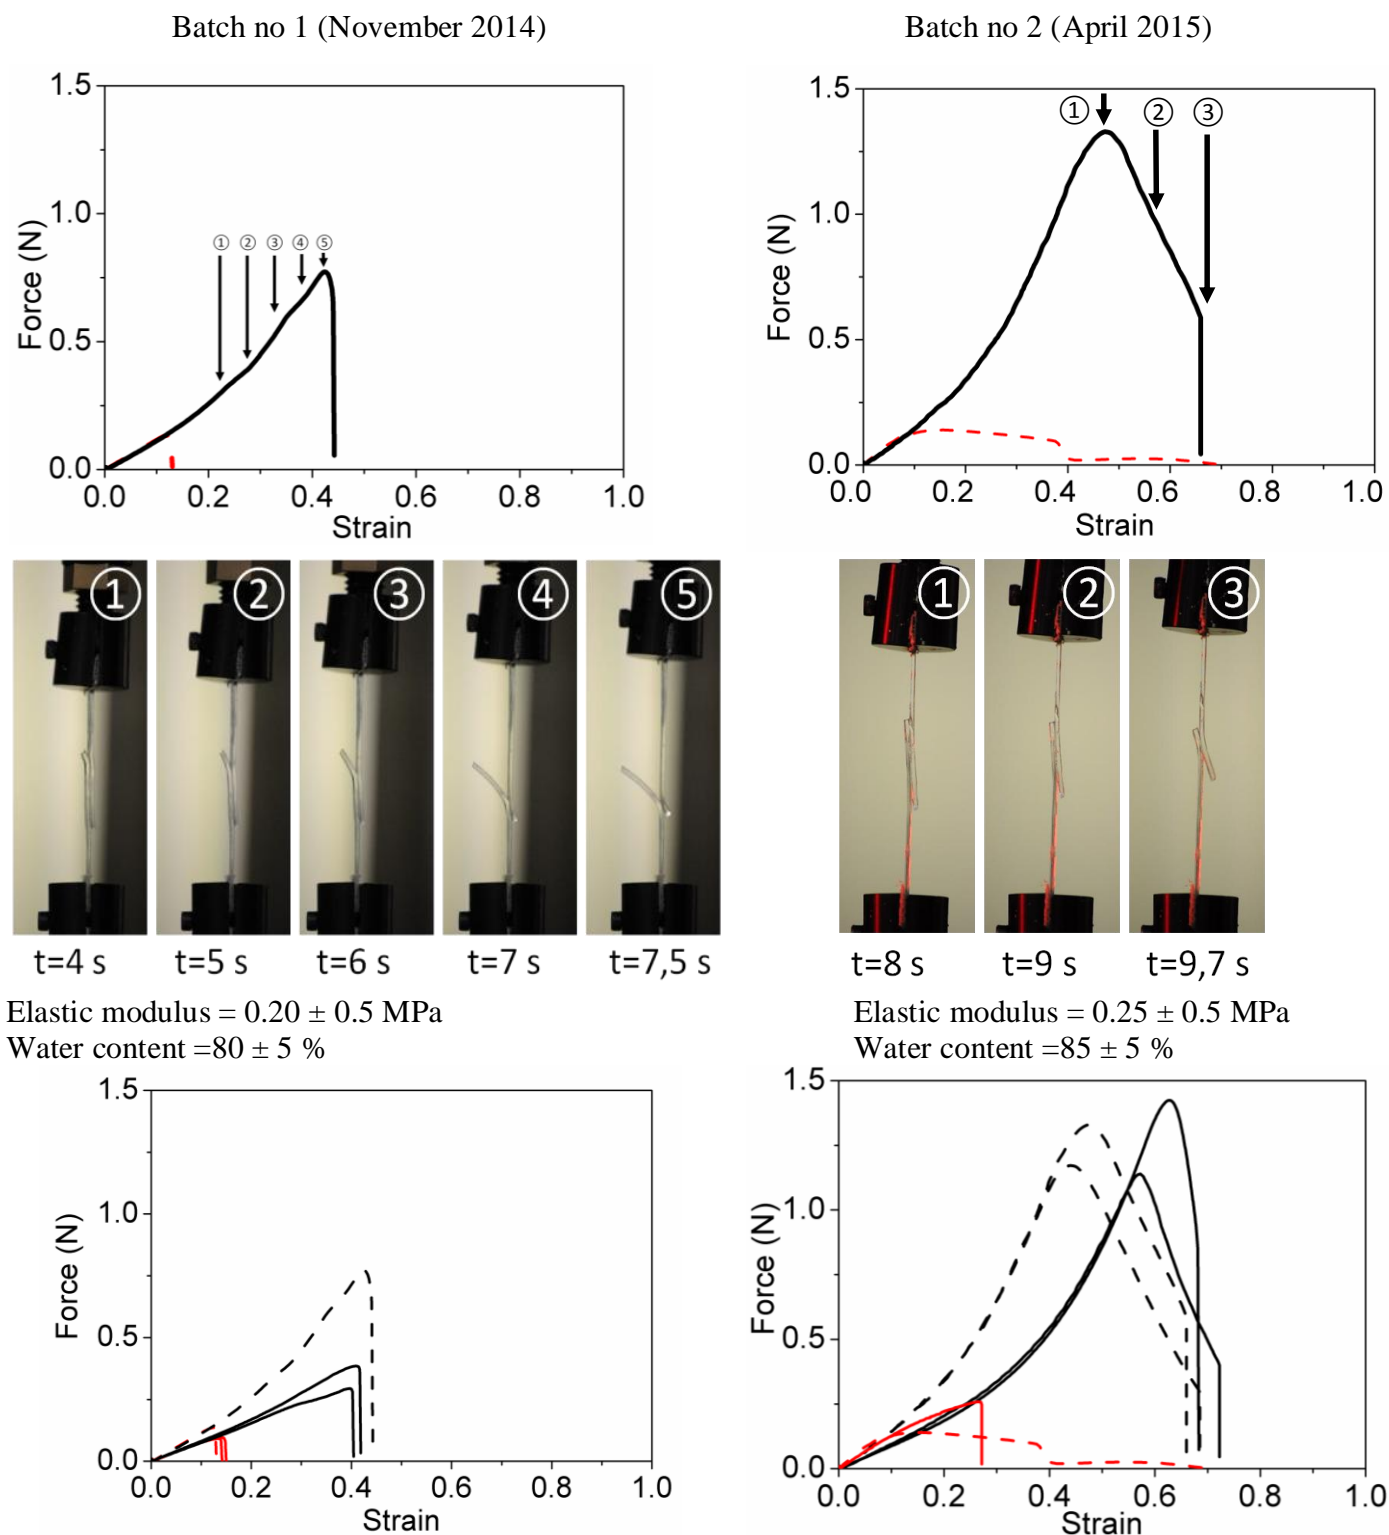 Batch no 1 (November 2014)
Batch no 2 (April 2015)
1.5
1.0
0.5
0.0
Force (N)
① ② ③ ④ ⑤
0.0 0.2 0.4 0.6 0.8 1.0
Strain
1.5
1.0
0.5
0.0
Force (N)
① ② ③
0.0 0.2 0.4 0.6 0.8 1.0
Strain
① ② ③ ④ ⑤
t=4 s t=5 s t=6 s t=7 s t=7,5 s
① ② ③
t=8 s t=9 s t=9,7 s
Elastic modulus = 0.20 ± 0.5 MPa
Water content =80 ± 5 %
Elastic modulus = 0.25 ± 0.5 MPa
Water content =85 ± 5 %
1.5
1.0
0.5
0.0
Force (N)
0.0 0.2 0.4 0.6 0.8 1.0
Strain
1.5
1.0
0.5
0.0
Force (N)
0.0 0.2 0.4 0.6 0.8 1.0
Strain